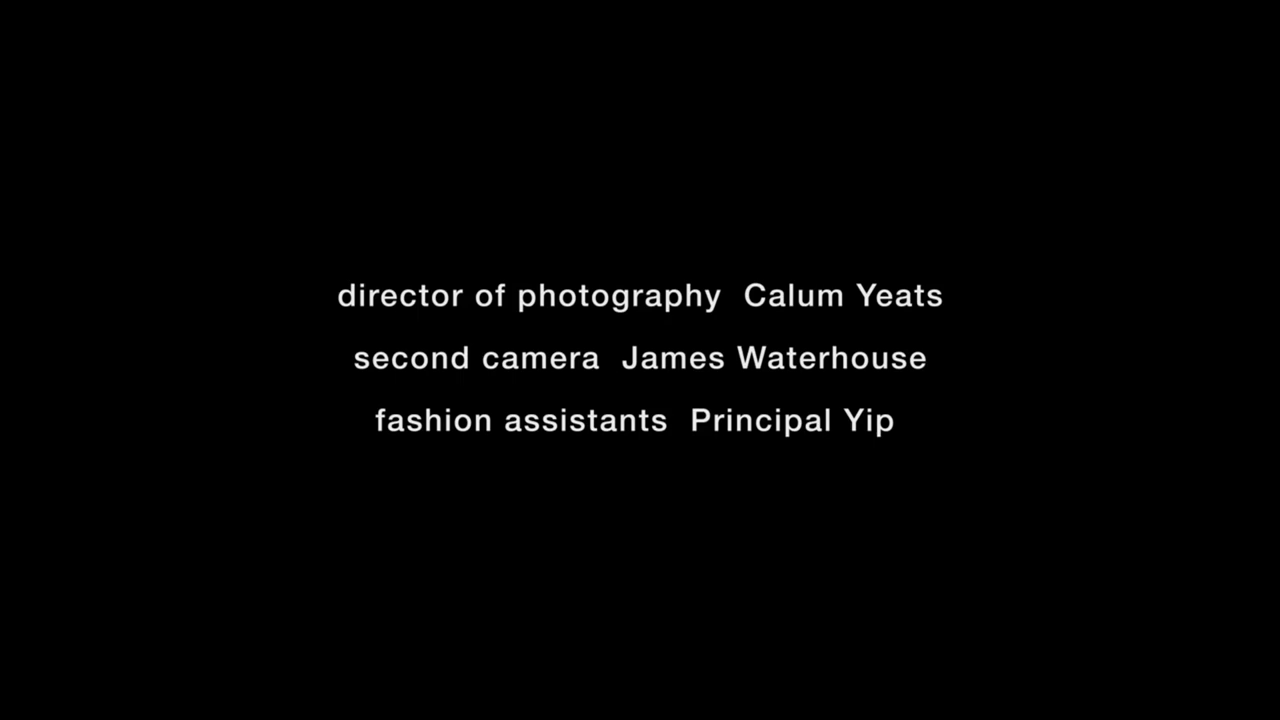 director of photography  Calum Yeats
second camera  James Waterhouse
fashion assistants  Principal Yip